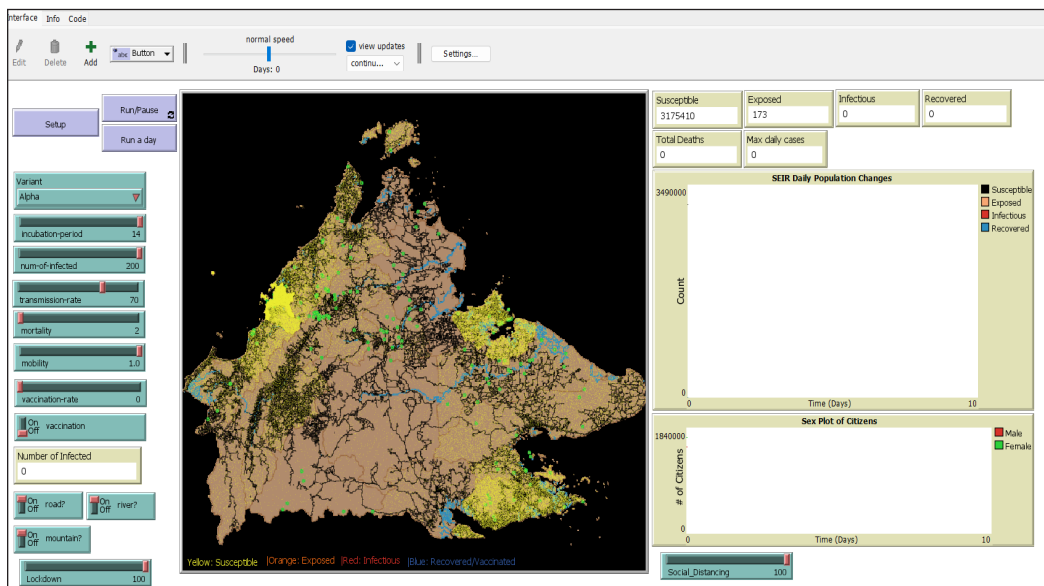 nterface Info Code
Edit
Delete
Add
abc Button
normal speed
Days: 0
view updates
continu...
Settings...
Setup
Run/Pause
Run a day
Variant
Alpha
incubation-period 14
num-of-infected 200
transmission-rate 70
mortality 2
mobility 1.0
vaccination-rate 0
On
Off
vaccination
Number of Infected
0
On
Off
road?
On
Off
river?
On
Off
mountain?
Lockdown 100
Yellow: Susceptible |Orange: Exposed |Red: Infectious |Blue: Recovered/Vaccinated
Susceptible
3175410
Exposed
173
Infectious
0
Recovered
0
Total Deaths
0
Max daily cases
0
SEIR Daily Population Changes
3490000
Count
0
0
Time (Days)
10
Susceptible
Exposed
Infectious
Recovered
Sex Plot of Citizens
1840000
# of Citizens
0
0
Time (Days)
10
Male
Female
Social_Distancing 100